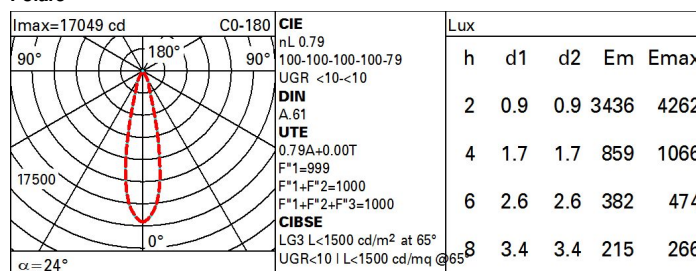 Imax=17049 cd C0-180
90° 180° 90°
17500
0°
α=24°
CIE
nL 0.79
100-100-100-100-79
UGR <10-<10
DIN
A.61
UTE
0.79A+0.00T
F"1=999
F"1+F"2=1000
F"1+F"2+F"3=1000
CIBSE
LG3 L<1500 cd/m² at 65°
UGR<10 | L<1500 cd/mq @65°
Lux
h d1 d2 Em Emax
2 0.9 0.9 3436 4262
4 1.7 1.7 859 1066
6 2.6 2.6 382 474
8 3.4 3.4 215 266